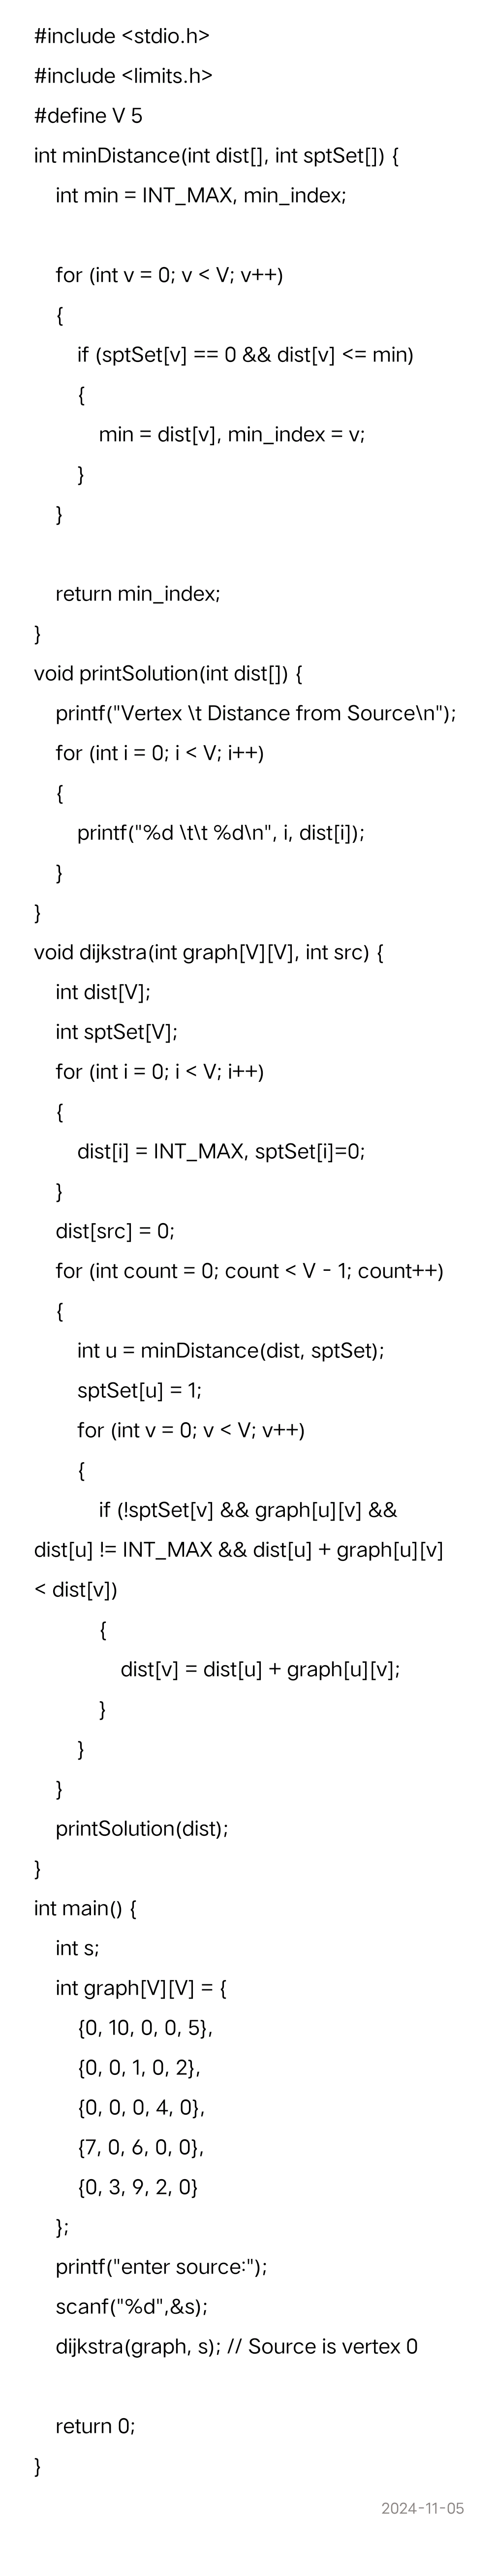 #include <stdio.h>
#include <limits.h>
#define V 5
int minDistance(int dist[], int sptSet[]) {
    int min = INT_MAX, min_index;

    for (int v = 0; v < V; v++)
    {
        if (sptSet[v] == 0 && dist[v] <= min)
        {
            min = dist[v], min_index = v;
        }
    }

    return min_index;
}
void printSolution(int dist[]) {
    printf("Vertex \t Distance from Source\n");
    for (int i = 0; i < V; i++)
    {
        printf("%d \t\t %d\n", i, dist[i]);
    }
}
void dijkstra(int graph[V][V], int src) {
    int dist[V];
    int sptSet[V];
    for (int i = 0; i < V; i++)
    {
        dist[i] = INT_MAX, sptSet[i]=0;
    }
    dist[src] = 0;
    for (int count = 0; count < V - 1; count++)
    {
        int u = minDistance(dist, sptSet);
        sptSet[u] = 1;
        for (int v = 0; v < V; v++)
        {
            if (!sptSet[v] && graph[u][v] &&
dist[u] != INT_MAX && dist[u] + graph[u][v]
< dist[v])
            {
                dist[v] = dist[u] + graph[u][v];
            }
        }
    }
    printSolution(dist);
}
int main() {
    int s;
    int graph[V][V] = {
        {0, 10, 0, 0, 5},
        {0, 0, 1, 0, 2},
        {0, 0, 0, 4, 0},
        {7, 0, 6, 0, 0},
        {0, 3, 9, 2, 0}
    };
    printf("enter source:");
    scanf("%d",&s);
    dijkstra(graph, s); // Source is vertex 0

    return 0;
}
2024-11-05